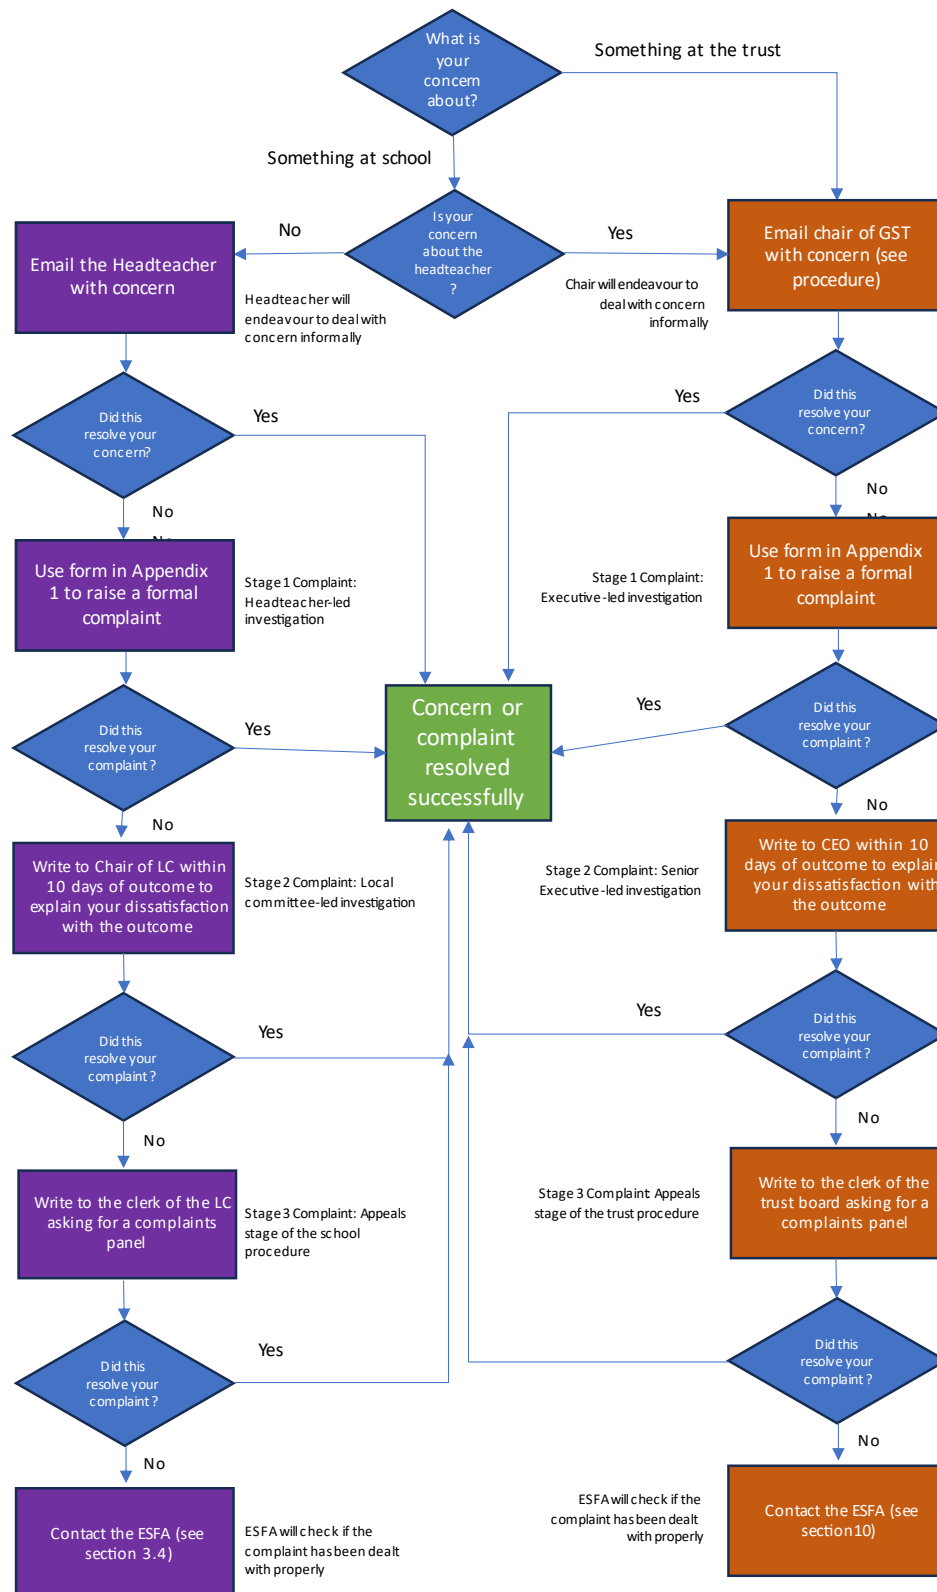 What is
your
concern
about?
Something at the trust
Something at school
Is your
concern
about the
headteacher
?
No
Yes
Email the Headteacher
with concern
Email chair of GST
with concern (see
procedure)
Headteacher will
endeavour to deal with
concern informally
Chair will endeavour to
deal with concern
informally
Did this
resolve your
concern?
Yes
Yes
Did this
resolve your
concern?
No
No
No
No
Use form in Appendix
1 to raise a formal
complaint
Stage 1 Complaint:
Headteacher-led
investigation
Stage 1 Complaint:
Executive-led investigation
Use form in Appendix
1 to raise a formal
complaint
Concern or
complaint
resolved
successfully
Did this
resolve your
complaint?
Yes
Yes
Did this
resolve your
complaint?
No
No
Write to Chair of LC within
10 days of outcome to
explain your dissatisfaction
with the outcome
Stage 2 Complaint: Local
committee-led investigation
Stage 2 Complaint: Senior
Executive-led investigation
Write to CEO within 10
days of outcome to explain
your dissatisfaction with
the outcome
Did this
resolve your
complaint?
Yes
Yes
Did this
resolve your
complaint?
No
No
Write to the clerk of the LC
asking for a complaints
panel
Stage 3 Complaint: Appeals
stage of the school
procedure
Stage 3 Complaint: Appeals
stage of the trust procedure
Write to the clerk of the
trust board asking for a
complaints panel
Did this
resolve your
complaint?
Yes
Did this
resolve your
complaint?
No
No
Contact the ESFA (see
section 3.4)
ESFA will check if the
complaint has been dealt
with properly
ESFA will check if the
complaint has been dealt
with properly
Contact the ESFA (see
section 10)